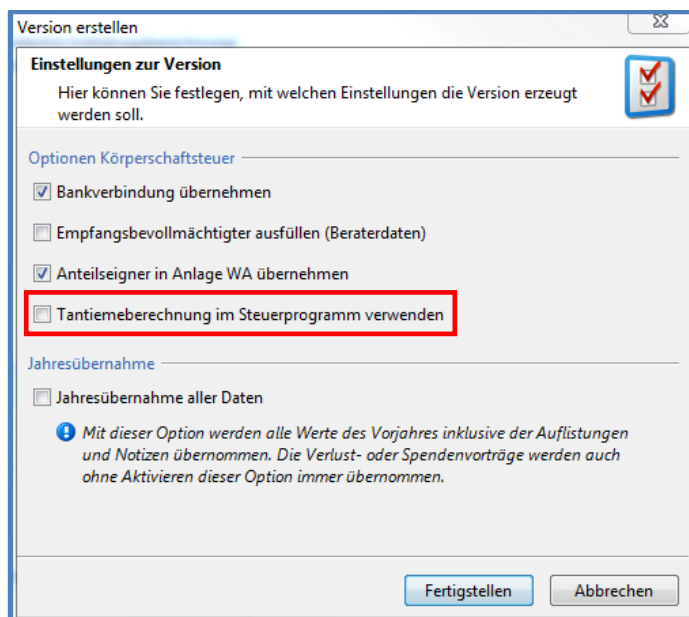 Version erstellen
Einstellungen zur Version
Hier können Sie festlegen, mit welchen Einstellungen die Version erzeugt
werden soll.
Optionen Körperschaftsteuer
Bankverbindung übernehmen
Empfangsbevollmächtigter ausfüllen (Beraterdaten)
Anteilseigner in Anlage WA übernehmen
Tantiemeberechnung im Steuerprogramm verwenden
Jahresübernahme
Jahresübernahme aller Daten
Mit dieser Option werden alle Werte des Vorjahres inklusive der Auflistungen
und Notizen übernommen. Die Verlust- oder Spendenvorträge werden auch
ohne Aktivieren dieser Option immer übernommen.
Fertigstellen
Abbrechen